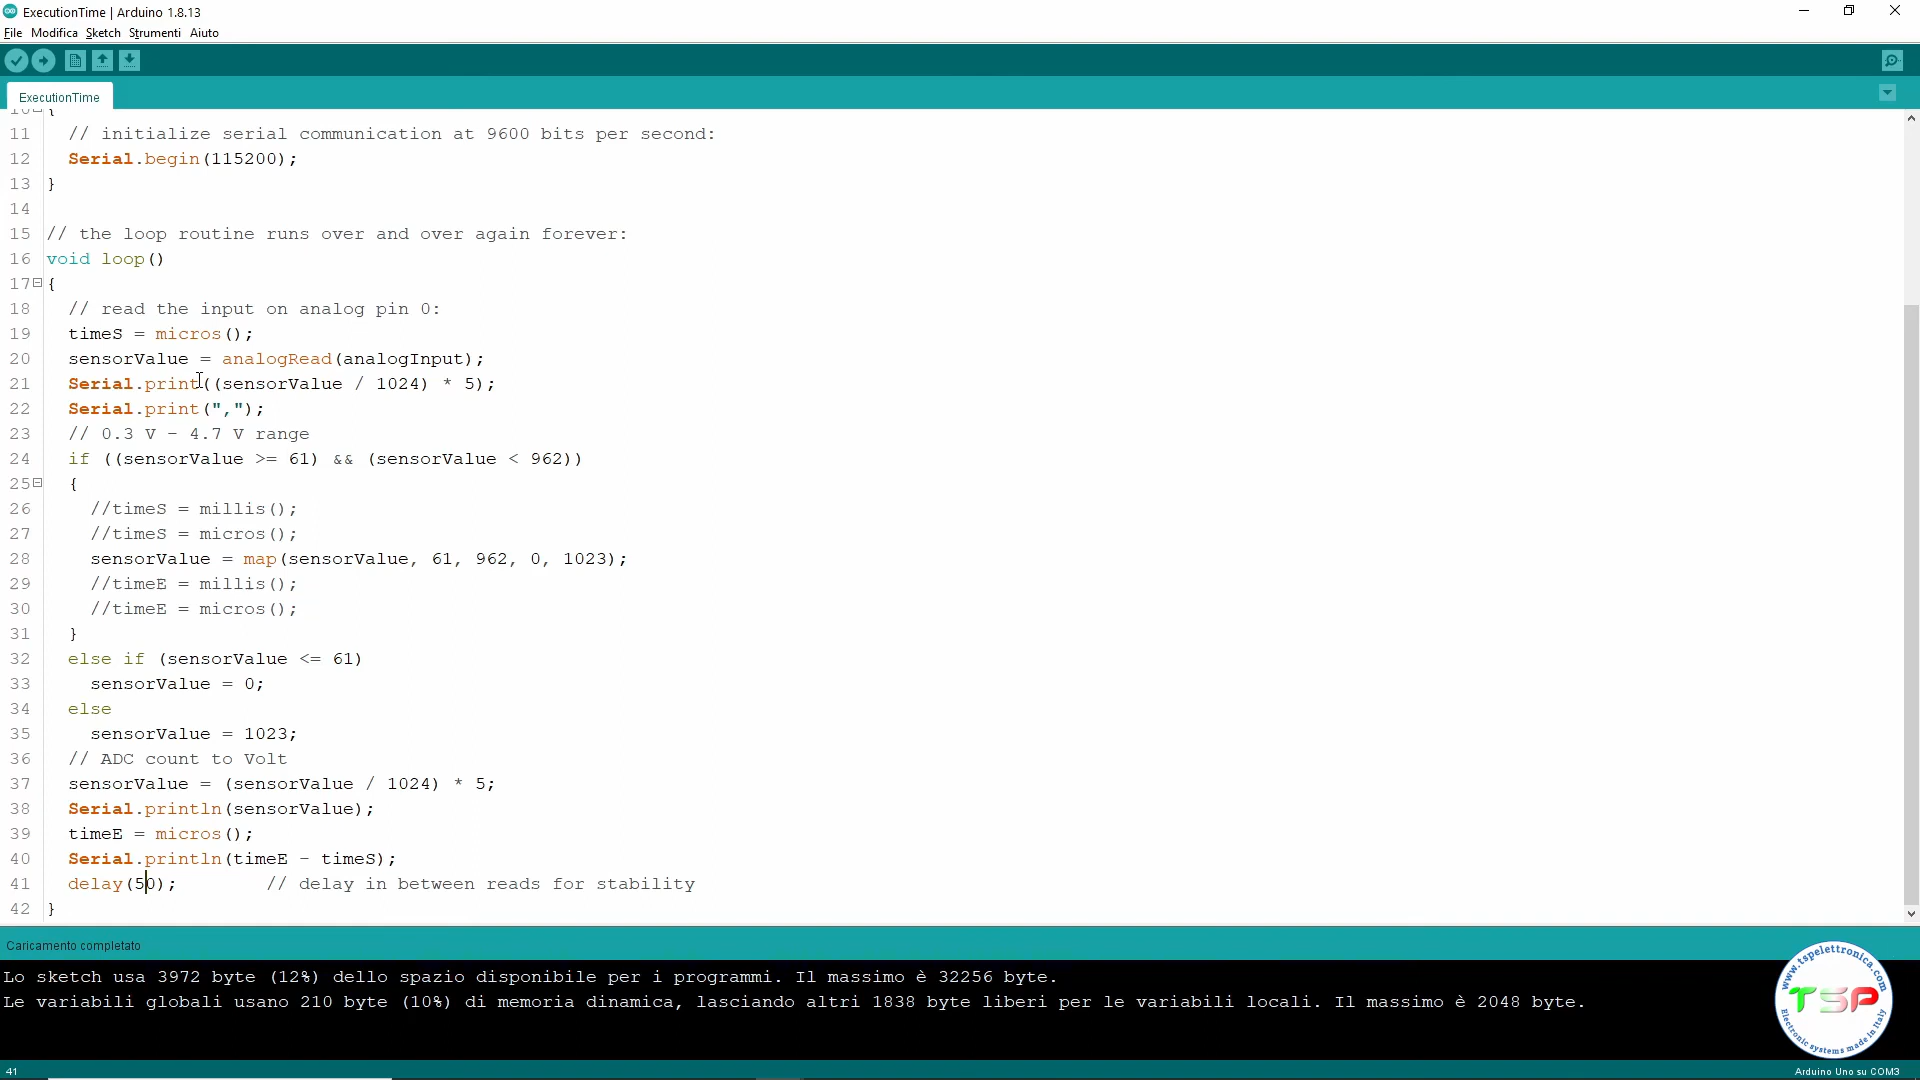 ExecutionTime | Arduino 1.8.13
File Modifica Sketch Strumenti Aiuto
ExecutionTime
10 {
11 // initialize serial communication at 9600 bits per second:
12 Serial.begin(115200);
13 }
14
15 // the loop routine runs over and over again forever:
16 void loop()
17 {
18 // read the input on analog pin 0:
19 timeS = micros();
20 sensorValue = analogRead(analogInput);
21 Serial.print((sensorValue / 1024) * 5);
22 Serial.print(",");
23 // 0.3 V - 4.7 V range
24 if ((sensorValue >= 61) && (sensorValue < 962))
25 {
26 //timeS = millis();
27 //timeS = micros();
28 sensorValue = map(sensorValue, 61, 962, 0, 1023);
29 //timeE = millis();
30 //timeE = micros();
31 }
32 else if (sensorValue <= 61)
33 sensorValue = 0;
34 else
35 sensorValue = 1023;
36 // ADC count to Volt
37 sensorValue = (sensorValue / 1024) * 5;
38 Serial.println(sensorValue);
39 timeE = micros();
40 Serial.println(timeE - timeS);
41 delay(50); // delay in between reads for stability
42 }
Caricamento completato
Lo sketch usa 3972 byte (12%) dello spazio disponibile per i programmi. Il massimo è 32256 byte.
Le variabili globali usano 210 byte (10%) di memoria dinamica, lasciando altri 1838 byte liberi per le variabili locali. Il massimo è 2048 byte.
www.tspelettronica.com
TSP
Electronic systems made in Italy
41
Arduino Uno su COM3